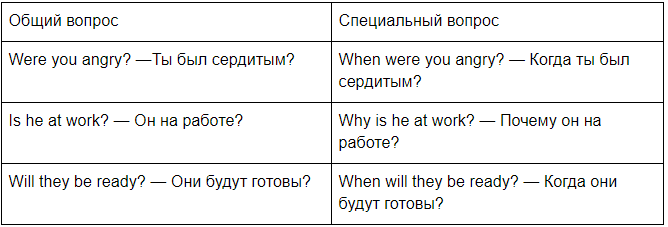 Общий вопрос
Специальный вопрос
Were you angry? —Ты был сердитым?
When were you angry? — Когда ты был
сердитым?
Is he at work? — Он на работе?
Why is he at work? — Почему он на
работе?
Will they be ready? — Они будут готовы?
When will they be ready? — Когда они
будут готовы?